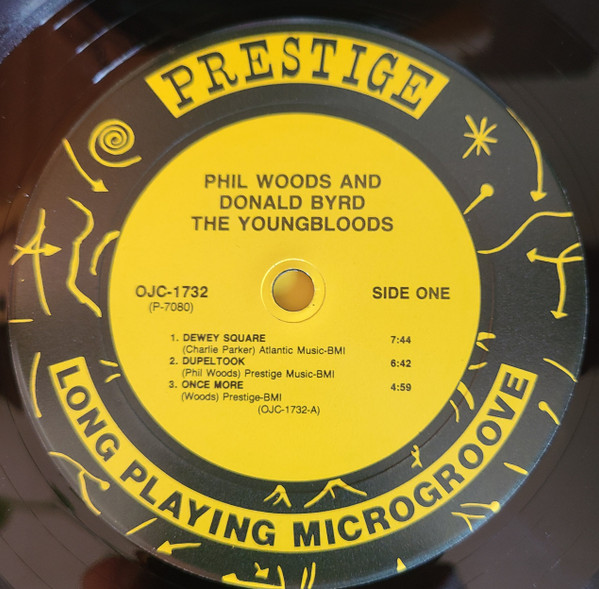 PRESTIGE
PHIL WOODS AND
DONALD BYRD
THE YOUNGBLOODS
OJC-1732
(P-7080)
SIDE ONE
1. DEWEY SQUARE 7:44
(Charlie Parker) Atlantic Music-BMI
2. DUPELTOOK 6:42
(Phil Woods) Prestige Music-BMI
3. ONCE MORE 4:59
(Woods) Prestige-BMI
(OJC-1732-A)
LONG PLAYING MICROGROOVE